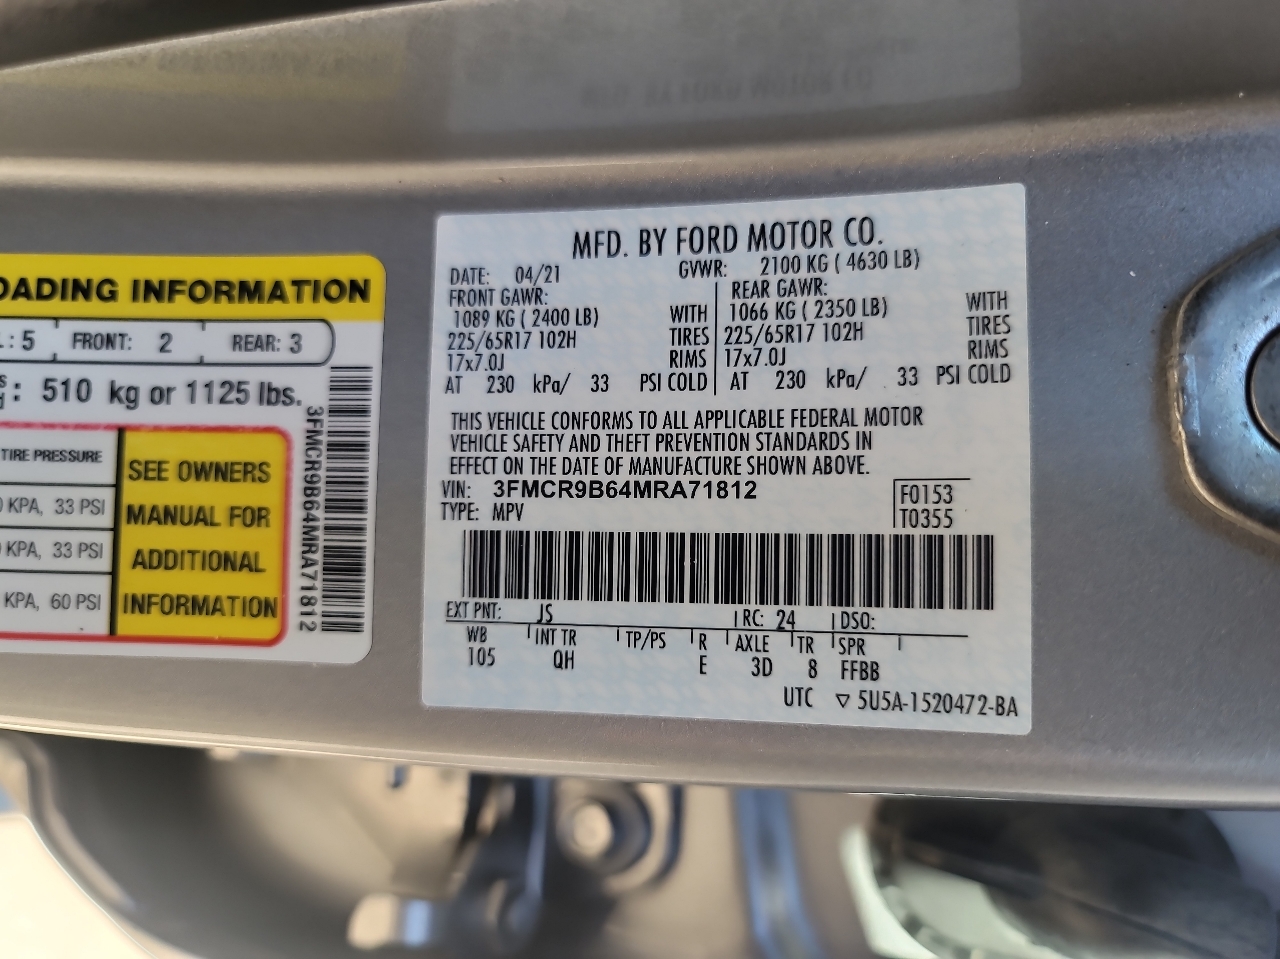 OADING INFORMATION
: 5 FRONT: 2 REAR: 3
: 510 kg or 1125 lbs.
TIRE PRESSURE
KPA, 33 PSI
KPA, 33 PSI
KPA, 60 PSI
SEE OWNERS
MANUAL FOR
ADDITIONAL
INFORMATION
3FMCR9B64MRA71812
MFD. BY FORD MOTOR CO.
DATE: 04/21 GVWR: 2100 KG ( 4630 LB)
FRONT GAWR: REAR GAWR:
1089 KG ( 2400 LB) WITH 1066 KG ( 2350 LB) WITH
225/65R17 102H TIRES 225/65R17 102H TIRES
17x7.0J RIMS 17x7.0J RIMS
AT 230 kPa/ 33 PSI COLD AT 230 kPa/ 33 PSI COLD
THIS VEHICLE CONFORMS TO ALL APPLICABLE FEDERAL MOTOR
VEHICLE SAFETY AND THEFT PREVENTION STANDARDS IN
EFFECT ON THE DATE OF MANUFACTURE SHOWN ABOVE.
VIN: 3FMCR9B64MRA71812 F0153
TYPE: MPV T0355
EXT PNT: JS RC: 24 DSO:
WB INT TR TP/PS R AXLE TR SPR
105 QH E 3D 8 FFBB
UTC ▽ 5U5A-1520472-BA